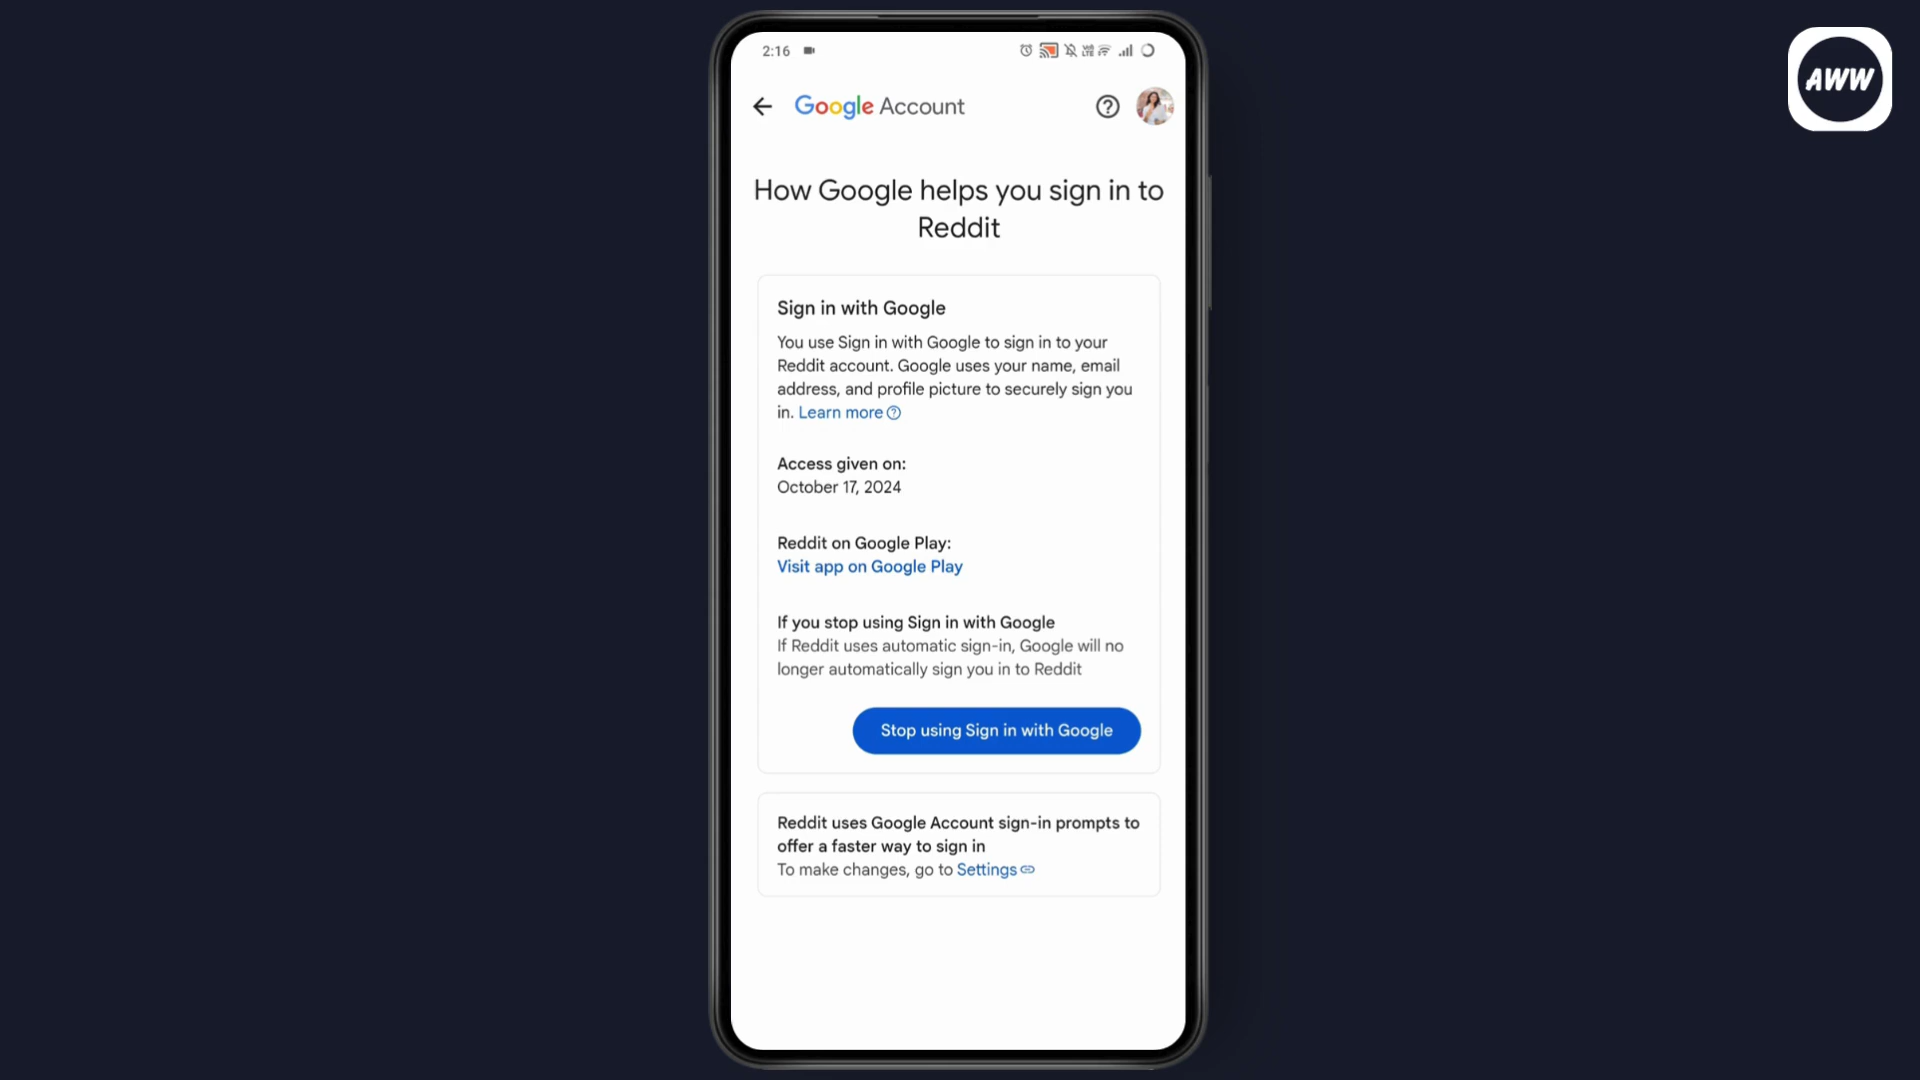 2:16
AWW
Google Account
How Google helps you sign in to
Reddit
Sign in with Google
You use Sign in with Google to sign in to your
Reddit account. Google uses your name, email
address, and profile picture to securely sign you
in. Learn more
Access given on:
October 17, 2024
Reddit on Google Play:
Visit app on Google Play
If you stop using Sign in with Google
If Reddit uses automatic sign-in, Google will no
longer automatically sign you in to Reddit
Stop using Sign in with Google
Reddit uses Google Account sign-in prompts to
offer a faster way to sign in
To make changes, go to Settings